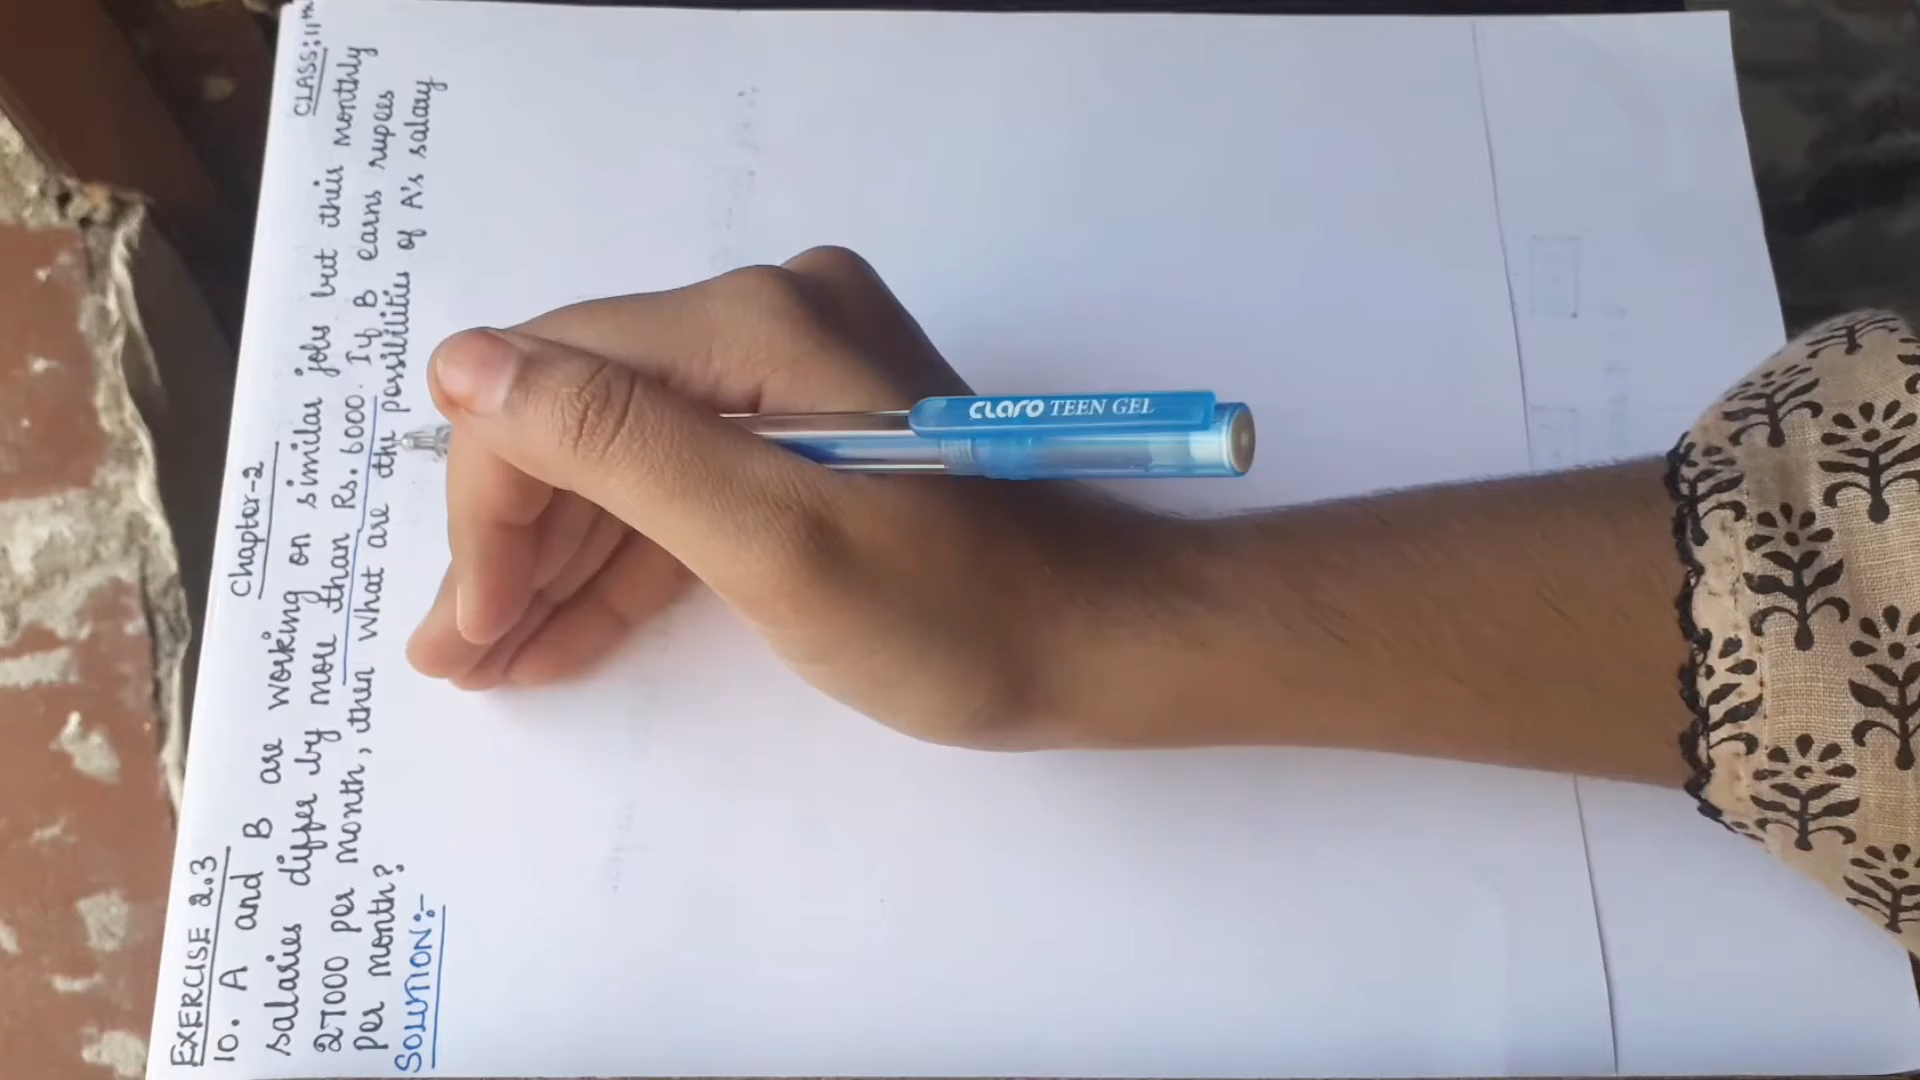 CLASS:11th
Chapter-2
EXERCISE 2.3
10. A and B are working on similar jobs but their monthly
salaries differ by more than Rs. 6000. If B earns rupees
27000 per month, then what are the possibilities of A's salary
per month?
SOLUTION:-
CLARO TEEN GEL